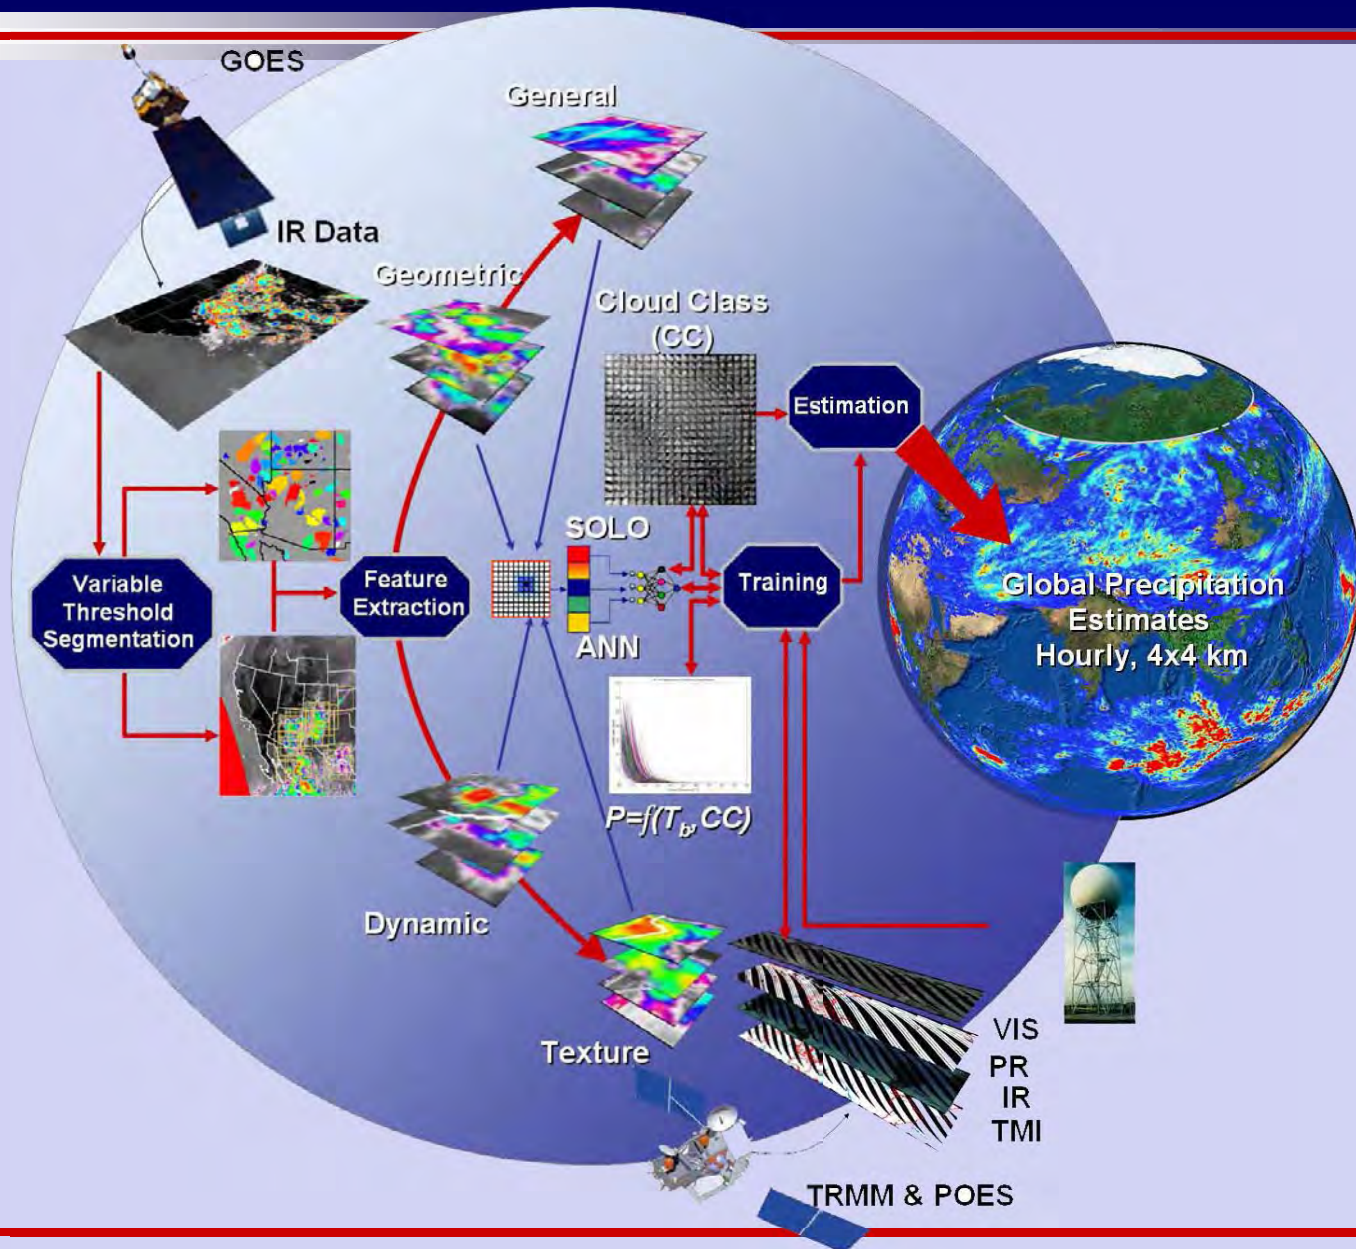 GOES
General
IR Data
Geometric
Cloud Class
(CC)
Estimation
SOLO
Variable
Threshold
Segmentation
Feature
Extraction
Training
ANN
Global Precipitation
Estimates
Hourly, 4x4 km
P=f(Tb, CC)
Dynamic
Texture
VIS
PR
IR
TMI
TRMM & POES